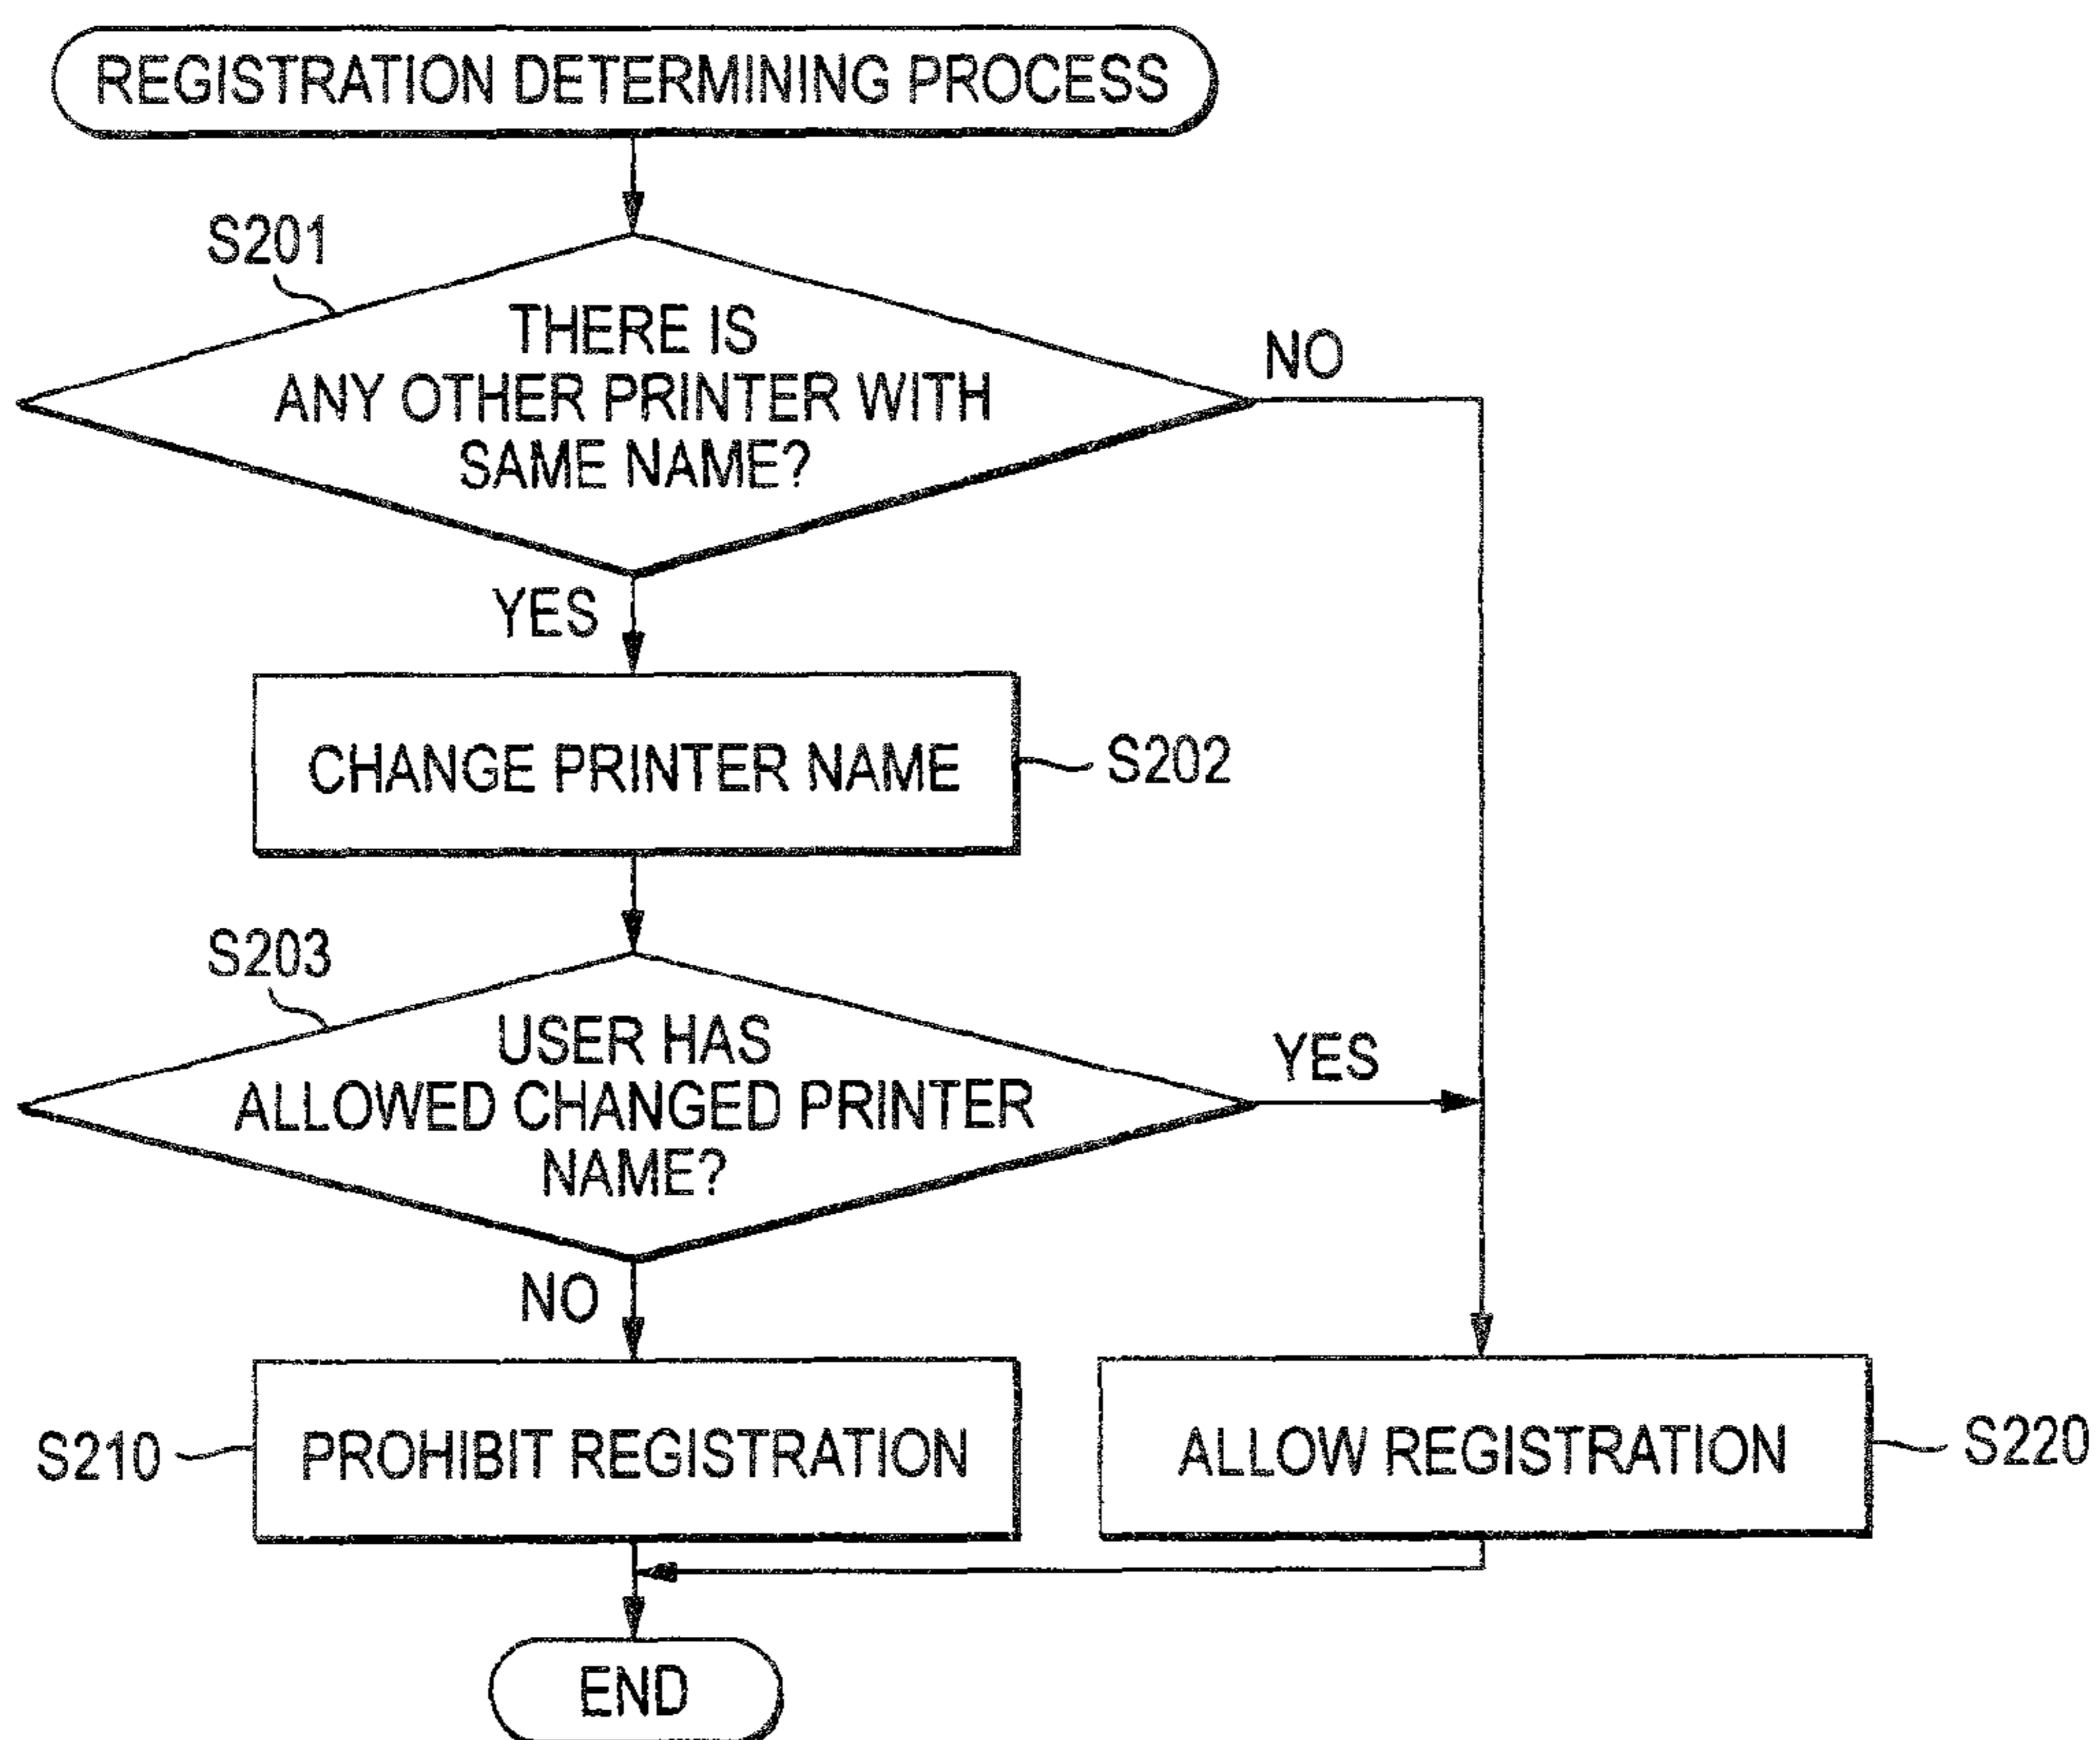 REGISTRATION DETERMINING PROCESS
S201
THERE IS
ANY OTHER PRINTER WITH
SAME NAME?
NO
YES
CHANGE PRINTER NAME
S202
S203
USER HAS
ALLOWED CHANGED PRINTER
NAME?
YES
NO
S210
PROHIBIT REGISTRATION
ALLOW REGISTRATION
S220
END